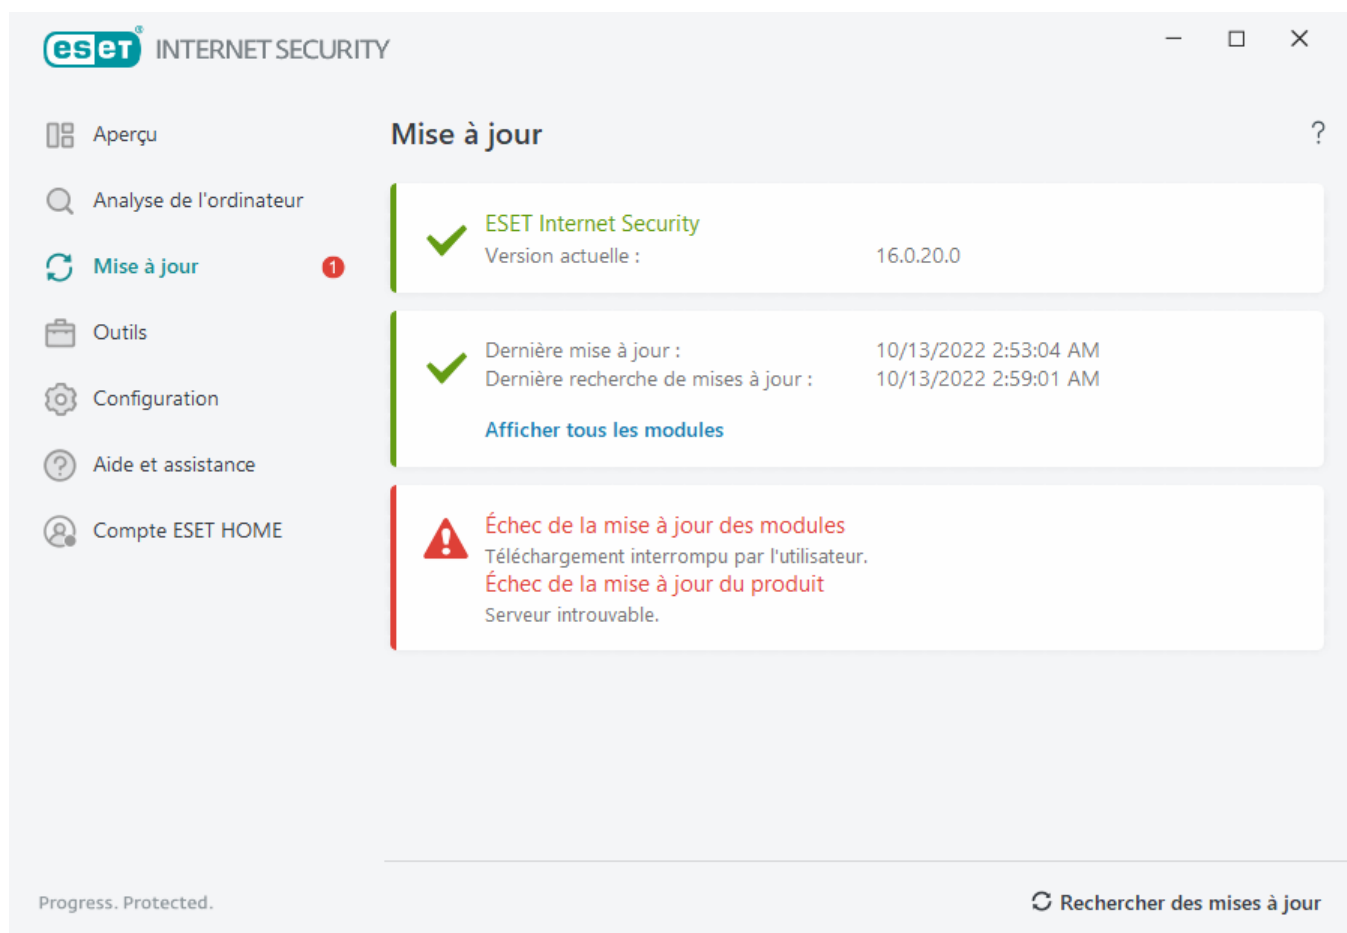 eset® INTERNET SECURITY
Aperçu
Analyse de l'ordinateur
Mise à jour 1
Outils
Configuration
Aide et assistance
Compte ESET HOME
Mise à jour ?
ESET Internet Security
Version actuelle : 16.0.20.0
Dernière mise à jour : 10/13/2022 2:53:04 AM
Dernière recherche de mises à jour : 10/13/2022 2:59:01 AM
Afficher tous les modules
Échec de la mise à jour des modules
Téléchargement interrompu par l'utilisateur.
Échec de la mise à jour du produit
Serveur introuvable.
Progress. Protected.
Rechercher des mises à jour